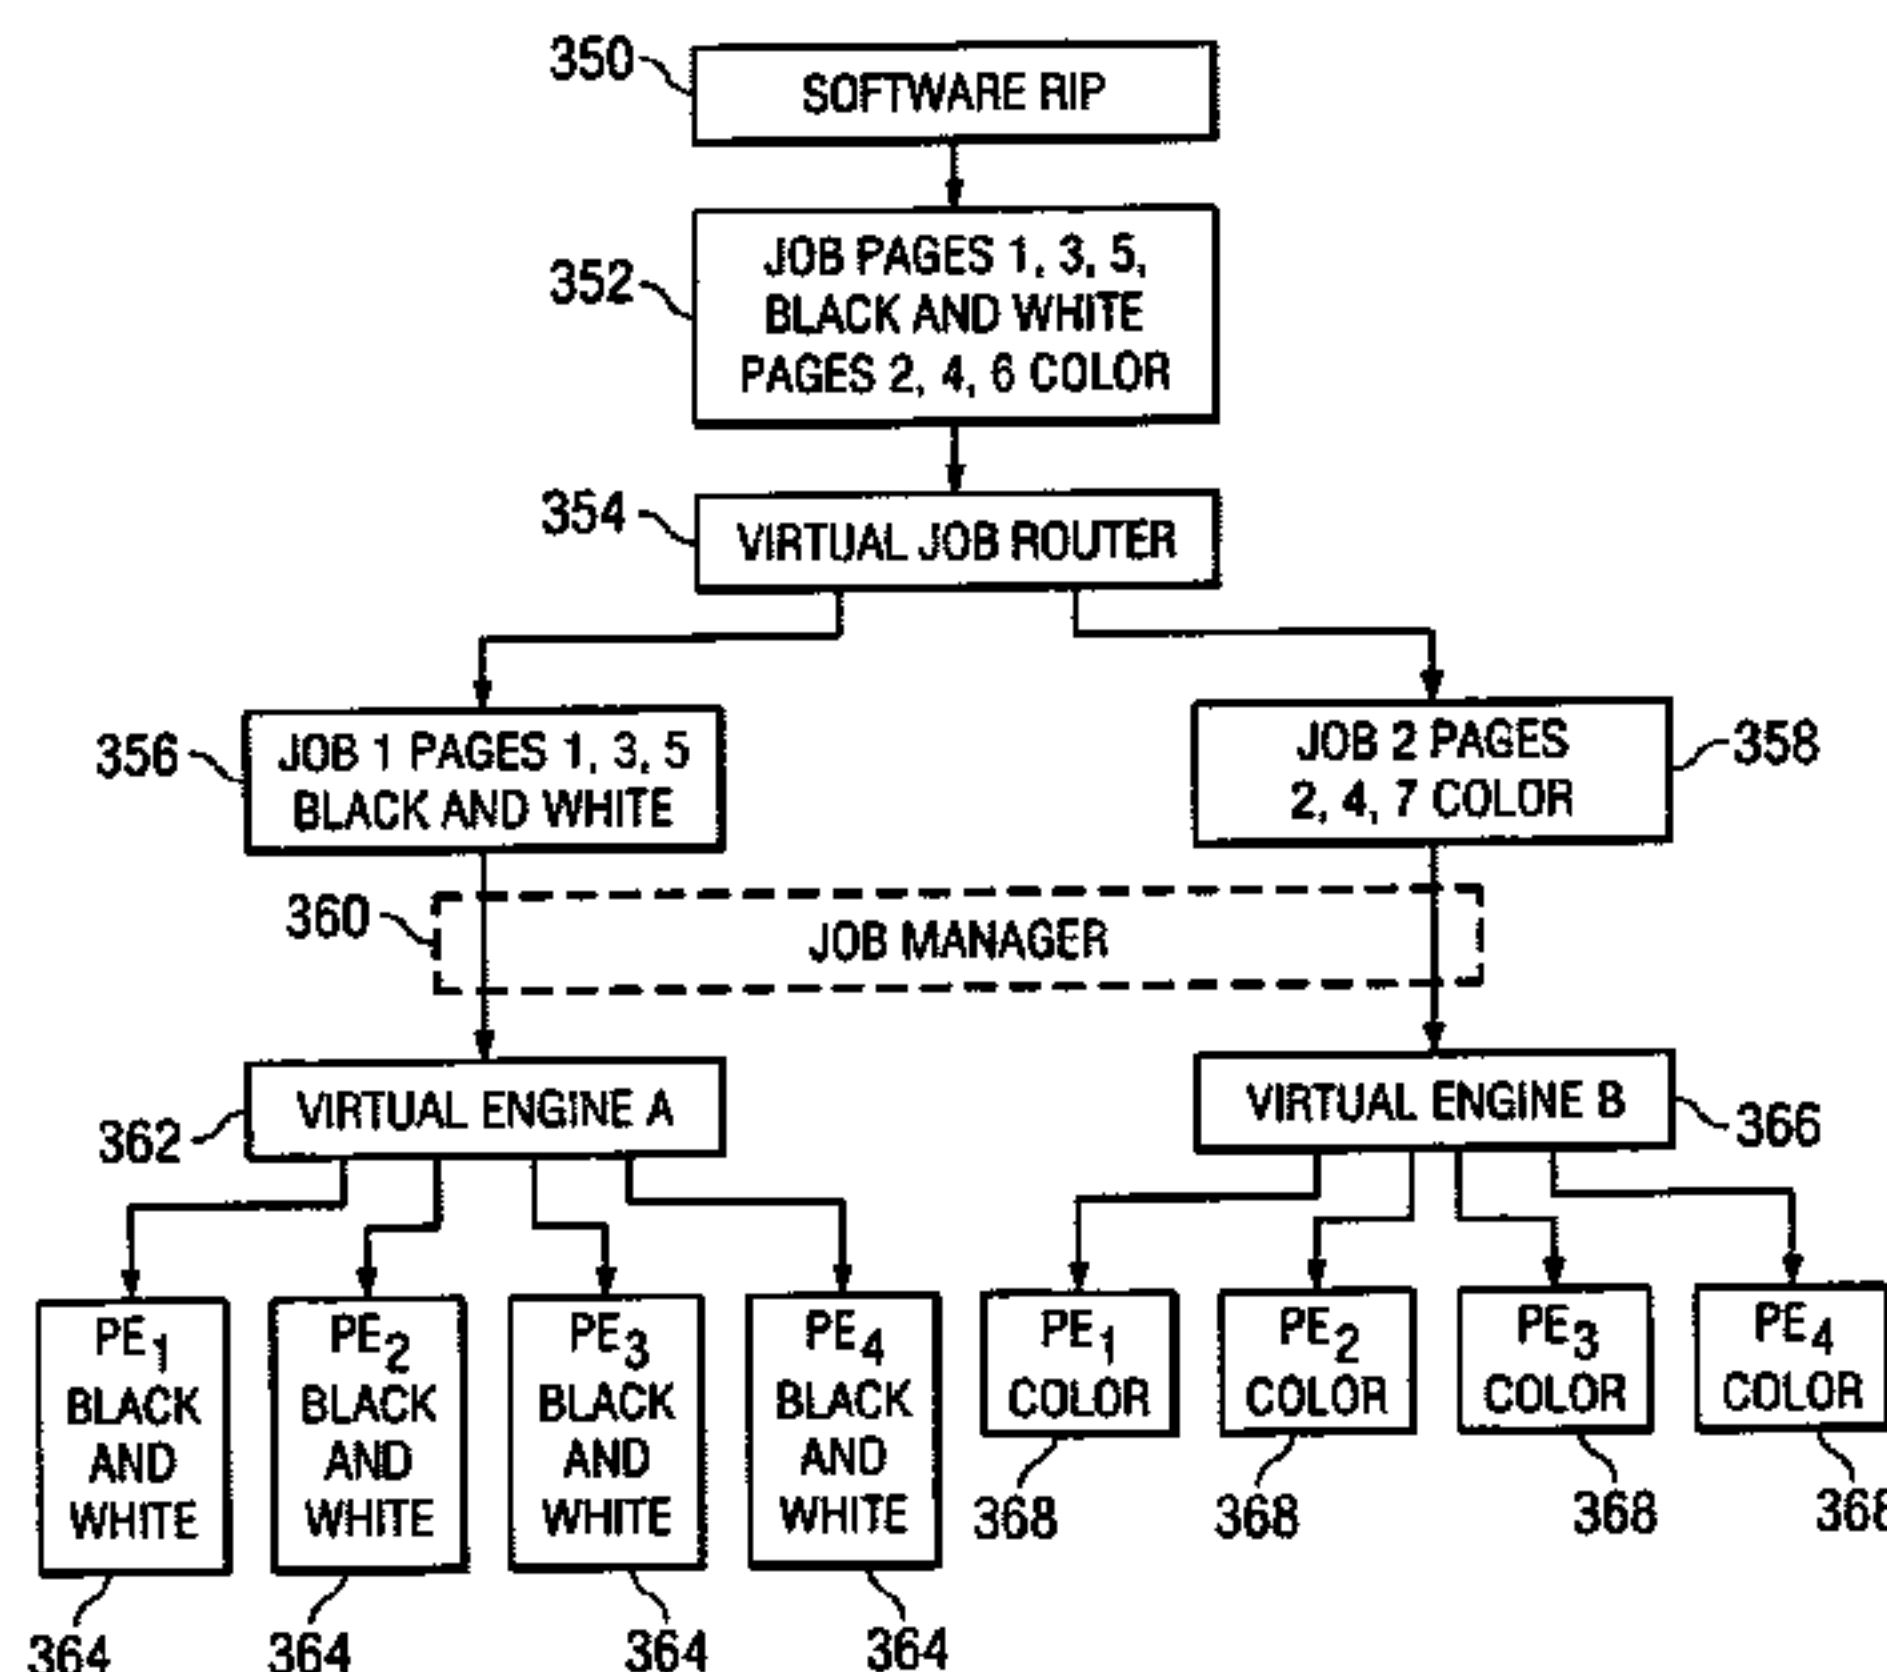 350
SOFTWARE RIP
352
JOB PAGES 1, 3, 5,
BLACK AND WHITE
PAGES 2, 4, 6 COLOR
354
VIRTUAL JOB ROUTER
356
JOB 1 PAGES 1, 3, 5
BLACK AND WHITE
JOB 2 PAGES
2, 4, 7 COLOR
358
360
JOB MANAGER
362
VIRTUAL ENGINE A
VIRTUAL ENGINE B
366
PE1
BLACK
AND
WHITE
PE2
BLACK
AND
WHITE
PE3
BLACK
AND
WHITE
PE4
BLACK
AND
WHITE
PE1
COLOR
PE2
COLOR
PE3
COLOR
PE4
COLOR
368
368
368
368
364
364
364
364